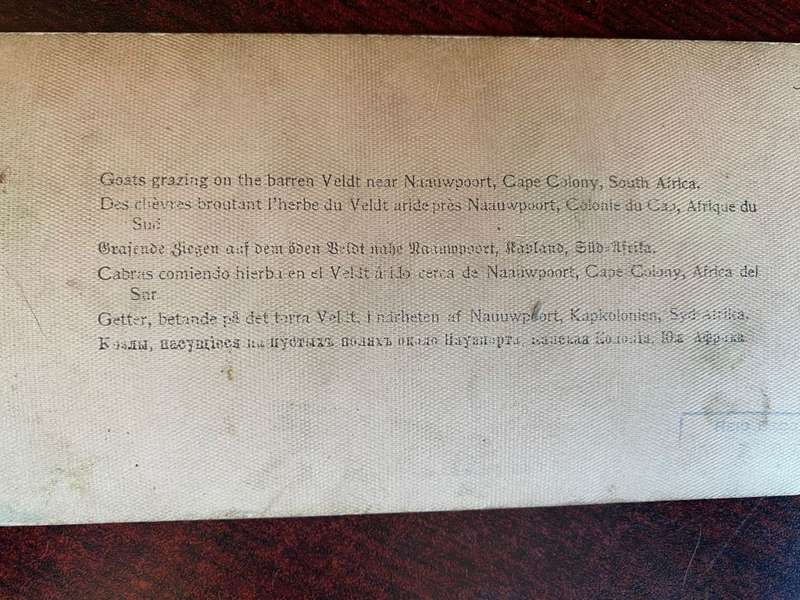 Goats grazing on the barren Veldt near Naauwpoort, Cape Colony, South Africa.
Des chèvres broutant l'herbe du Veldt aride près Naauwpoort, Colonie du Cap, Afrique du
Sud
Grasende Ziegen auf dem öden Veldt nahe Naauwpoort, Kapland, Süd-Afrika.
Cabras comiendo hierba en el Veldt árido cerca de Naauwpoort, Cape Colony, Africa del
Sur
Getter, betande på det torra Veldt, i närheten af Nauuwpoort, Kapkolonien, Syd Afrika.
Козлы, пасущіеся на пустыхъ поляхъ около Наузпорта, Капская Колонія, Юж Африка